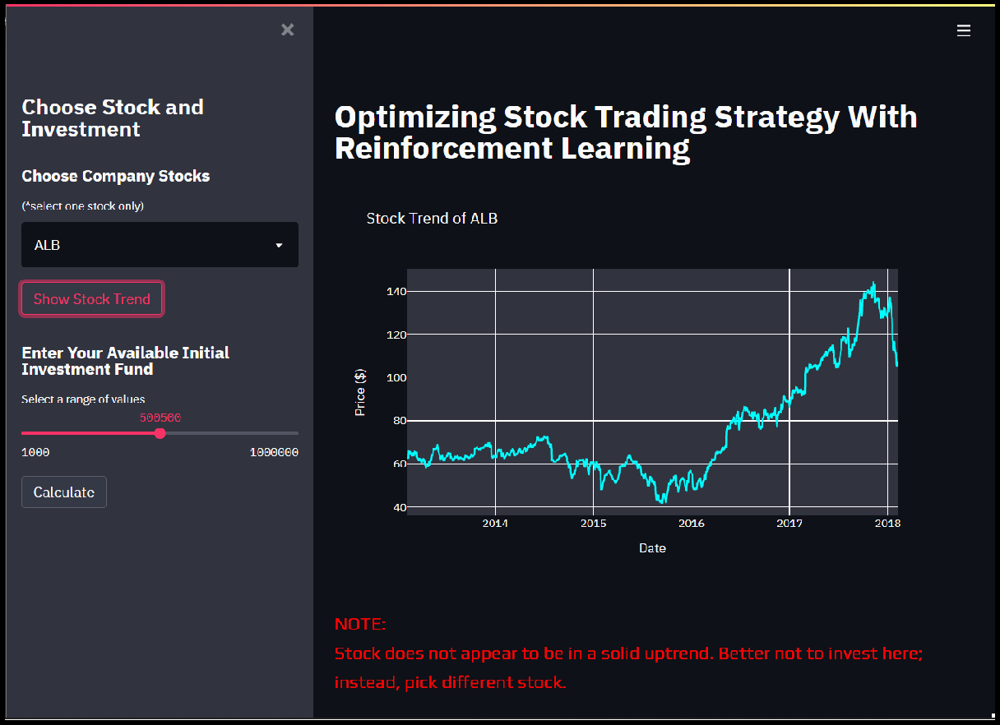 Choose Stock and
Investment
Choose Company Stocks
(*select one stock only)
ALB
Show Stock Trend
Enter Your Available Initial
Investment Fund
Select a range of values
500500
1000 1000000
Calculate
Optimizing Stock Trading Strategy With
Reinforcement Learning
Stock Trend of ALB
Price ($)
140
120
100
80
60
40
2014 2015 2016 2017 2018
Date
NOTE:
Stock does not appear to be in a solid uptrend. Better not to invest here;
instead, pick different stock.